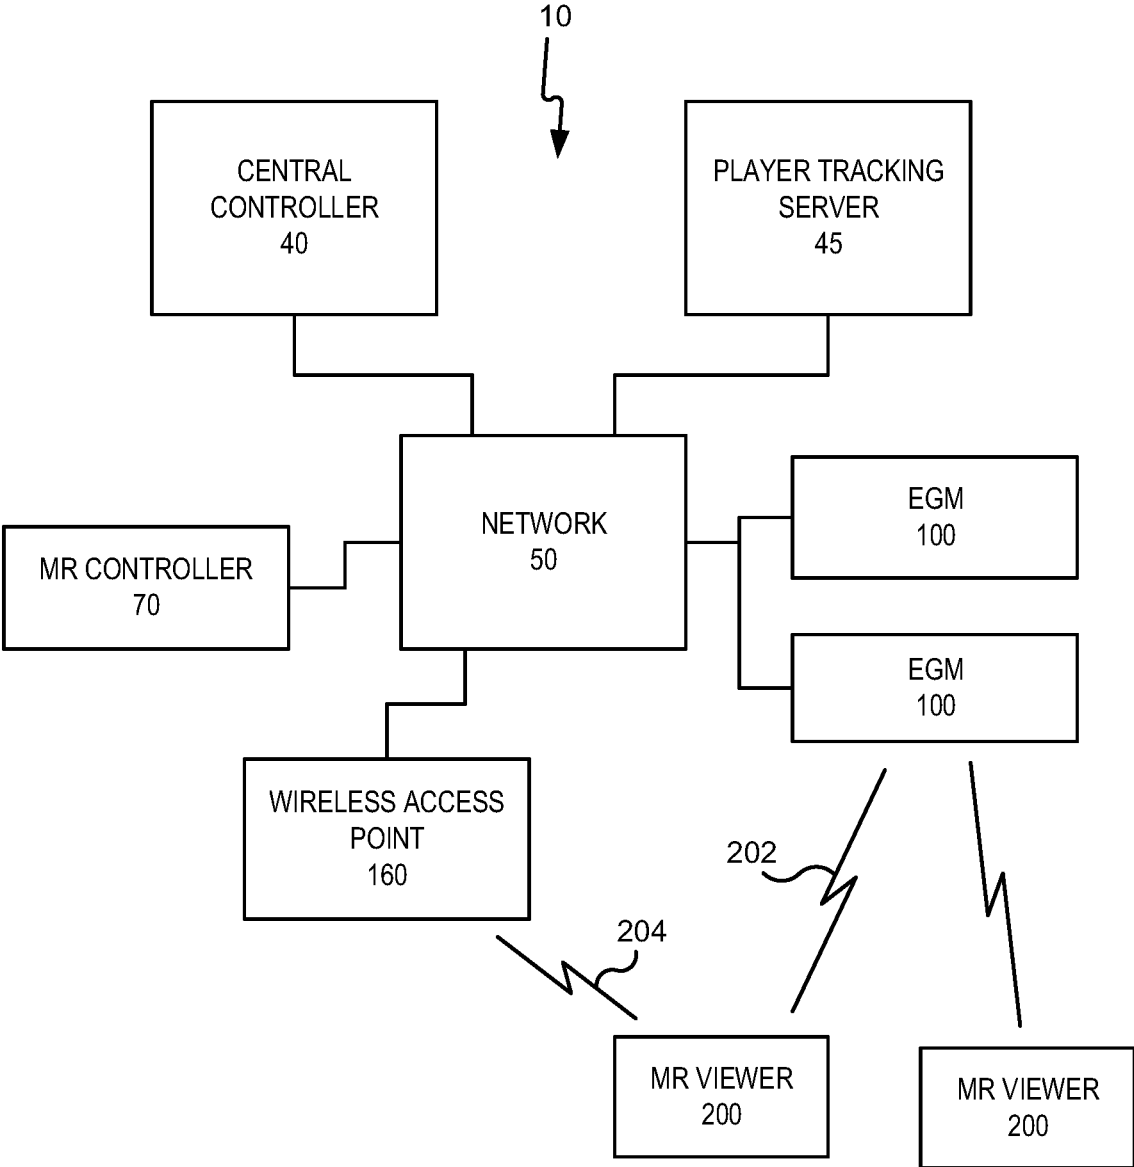 10
CENTRAL
CONTROLLER
40
PLAYER TRACKING
SERVER
45
NETWORK
50
EGM
100
MR CONTROLLER
70
EGM
100
WIRELESS ACCESS
POINT
160
202
204
MR VIEWER
200
MR VIEWER
200